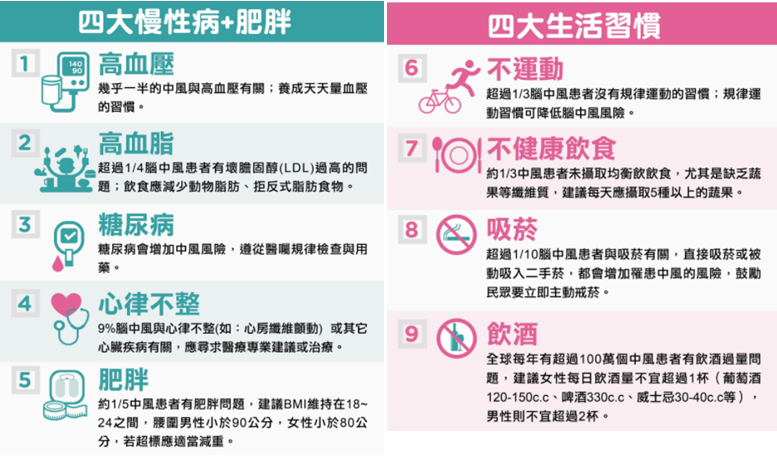 四大慢性病+肥胖
1
高血壓
140
90
幾乎一半的中風與高血壓有關；養成天天量血壓
的習慣。
2
高血脂
超過1/4腦中風患者有壞膽固醇(LDL)過高的問
題；飲食應減少動物脂肪、拒反式脂肪食物。
3
糖尿病
糖尿病會增加中風風險，遵從醫囑規律檢查與用
藥。
4
心律不整
9%腦中風與心律不整(如：心房纖維顫動) 或其它
心臟疾病有關，應尋求醫療專業建議或治療。
5
肥胖
約1/5中風患者有肥胖問題，建議BMI維持在18~
24之間，腰圍男性小於90公分，女性小於80公
分，若超標應適當減重。
四大生活習慣
6
不運動
超過1/3腦中風患者沒有規律運動的習慣；規律運
動習慣可降低腦中風風險。
7
不健康飲食
約1/3中風患者未攝取均衡飲飲食，尤其是缺乏蔬
果等纖維質，建議每天應攝取5種以上的蔬果。
8
吸菸
超過1/10腦中風患者與吸菸有關，直接吸菸或被
動吸入二手菸，都會增加罹患中風的風險，鼓勵
民眾要立即主動戒菸。
9
飲酒
全球每年有超過100萬個中風患者有飲酒過量問
題，建議女性每日飲酒量不宜超過1杯（葡萄酒
120-150c.c、啤酒330c.c、威士忌30-40c.c等），
男性則不宜超過2杯。